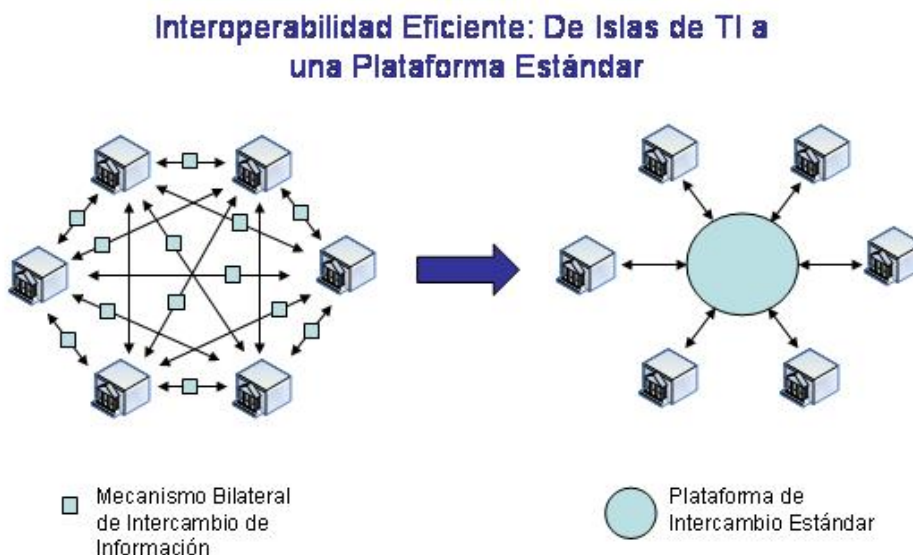 Interoperabilidad Eficiente: De Islas de TI a
una Plataforma Estándar
Mecanismo Bilateral
de Intercambio de
Información
Plataforma de
Intercambio Estándar